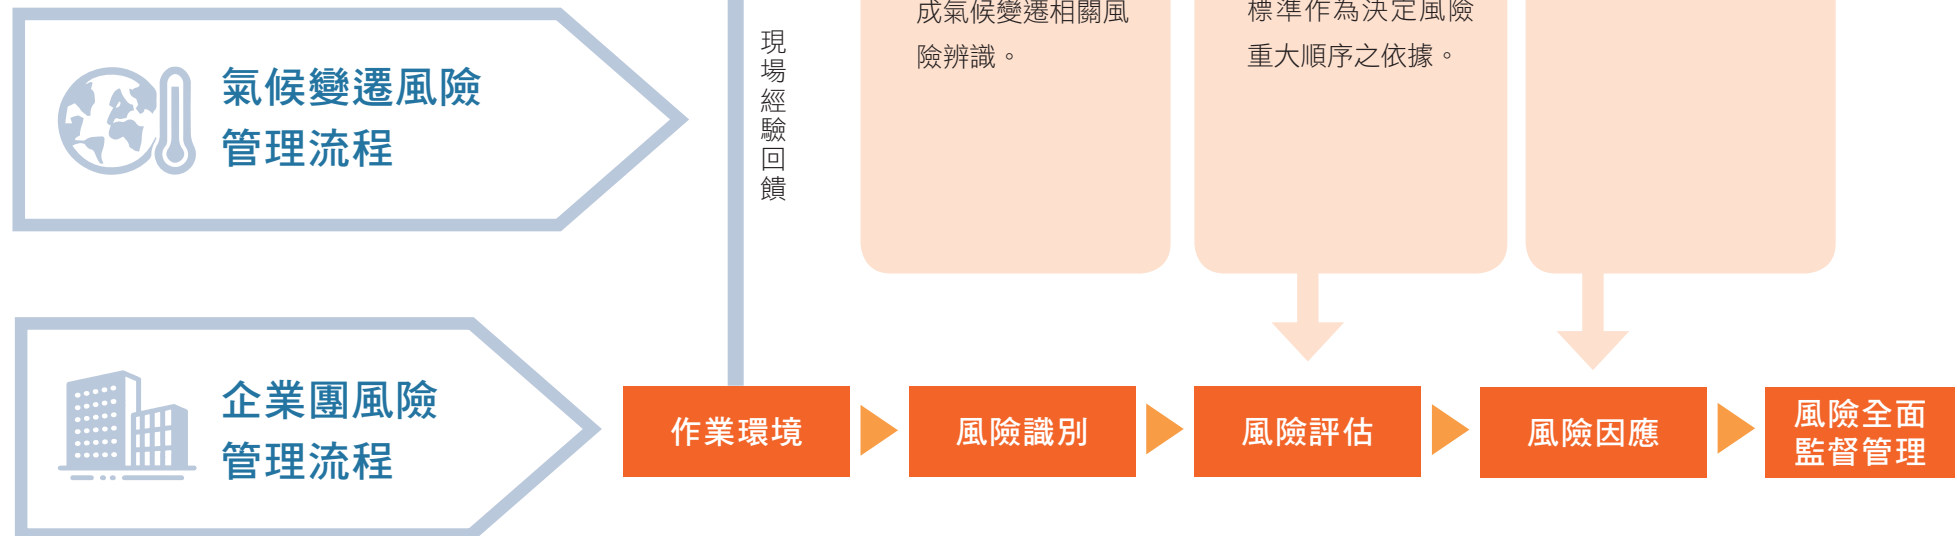 氣候變遷風險
管理流程
現場經驗回饋
成氣候變遷相關風
險辨識。
標準作為決定風險
重大順序之依據。
企業團風險
管理流程
作業環境
風險識別
風險評估
風險因應
風險全面
監督管理